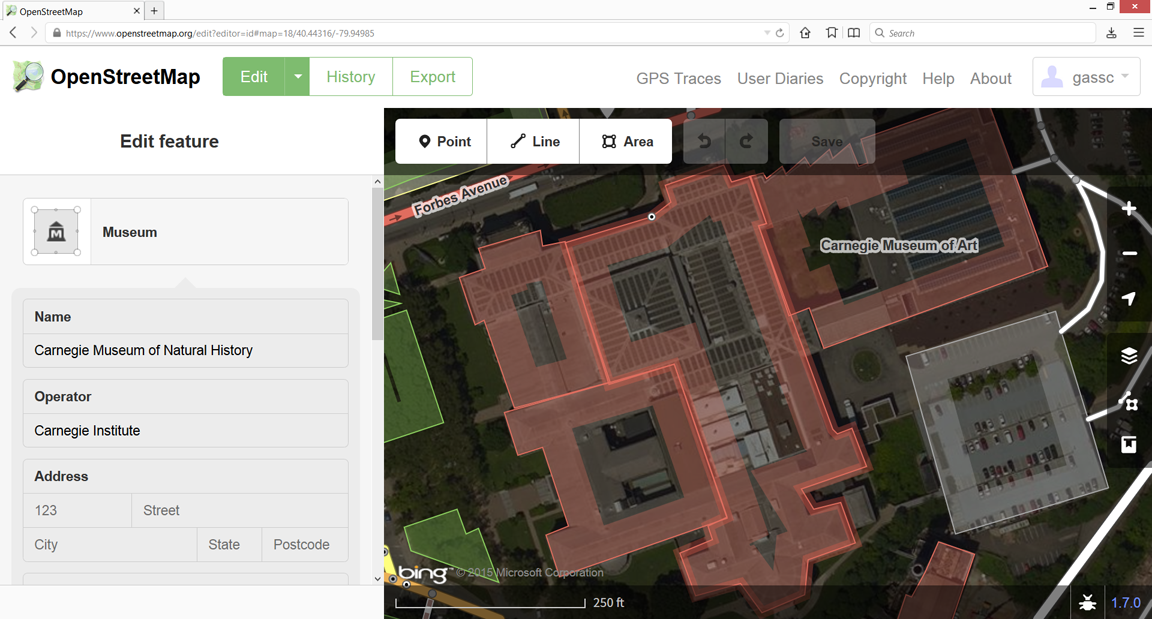 OpenStreetMap
https://www.openstreetmap.org/edit?editor=id#map=18/40.44316/-79.94985
Search
OpenStreetMap
Edit
History
Export
GPS Traces
User Diaries
Copyright
Help
About
gassc
Edit feature
Point
Line
Area
Save
Museum
Name
Carnegie Museum of Natural History
Operator
Carnegie Institute
Address
123
Street
City
State
Postcode
Forbes Avenue
Carnegie Museum of Art
bing
© 2015 Microsoft Corporation
250 ft
1.7.0